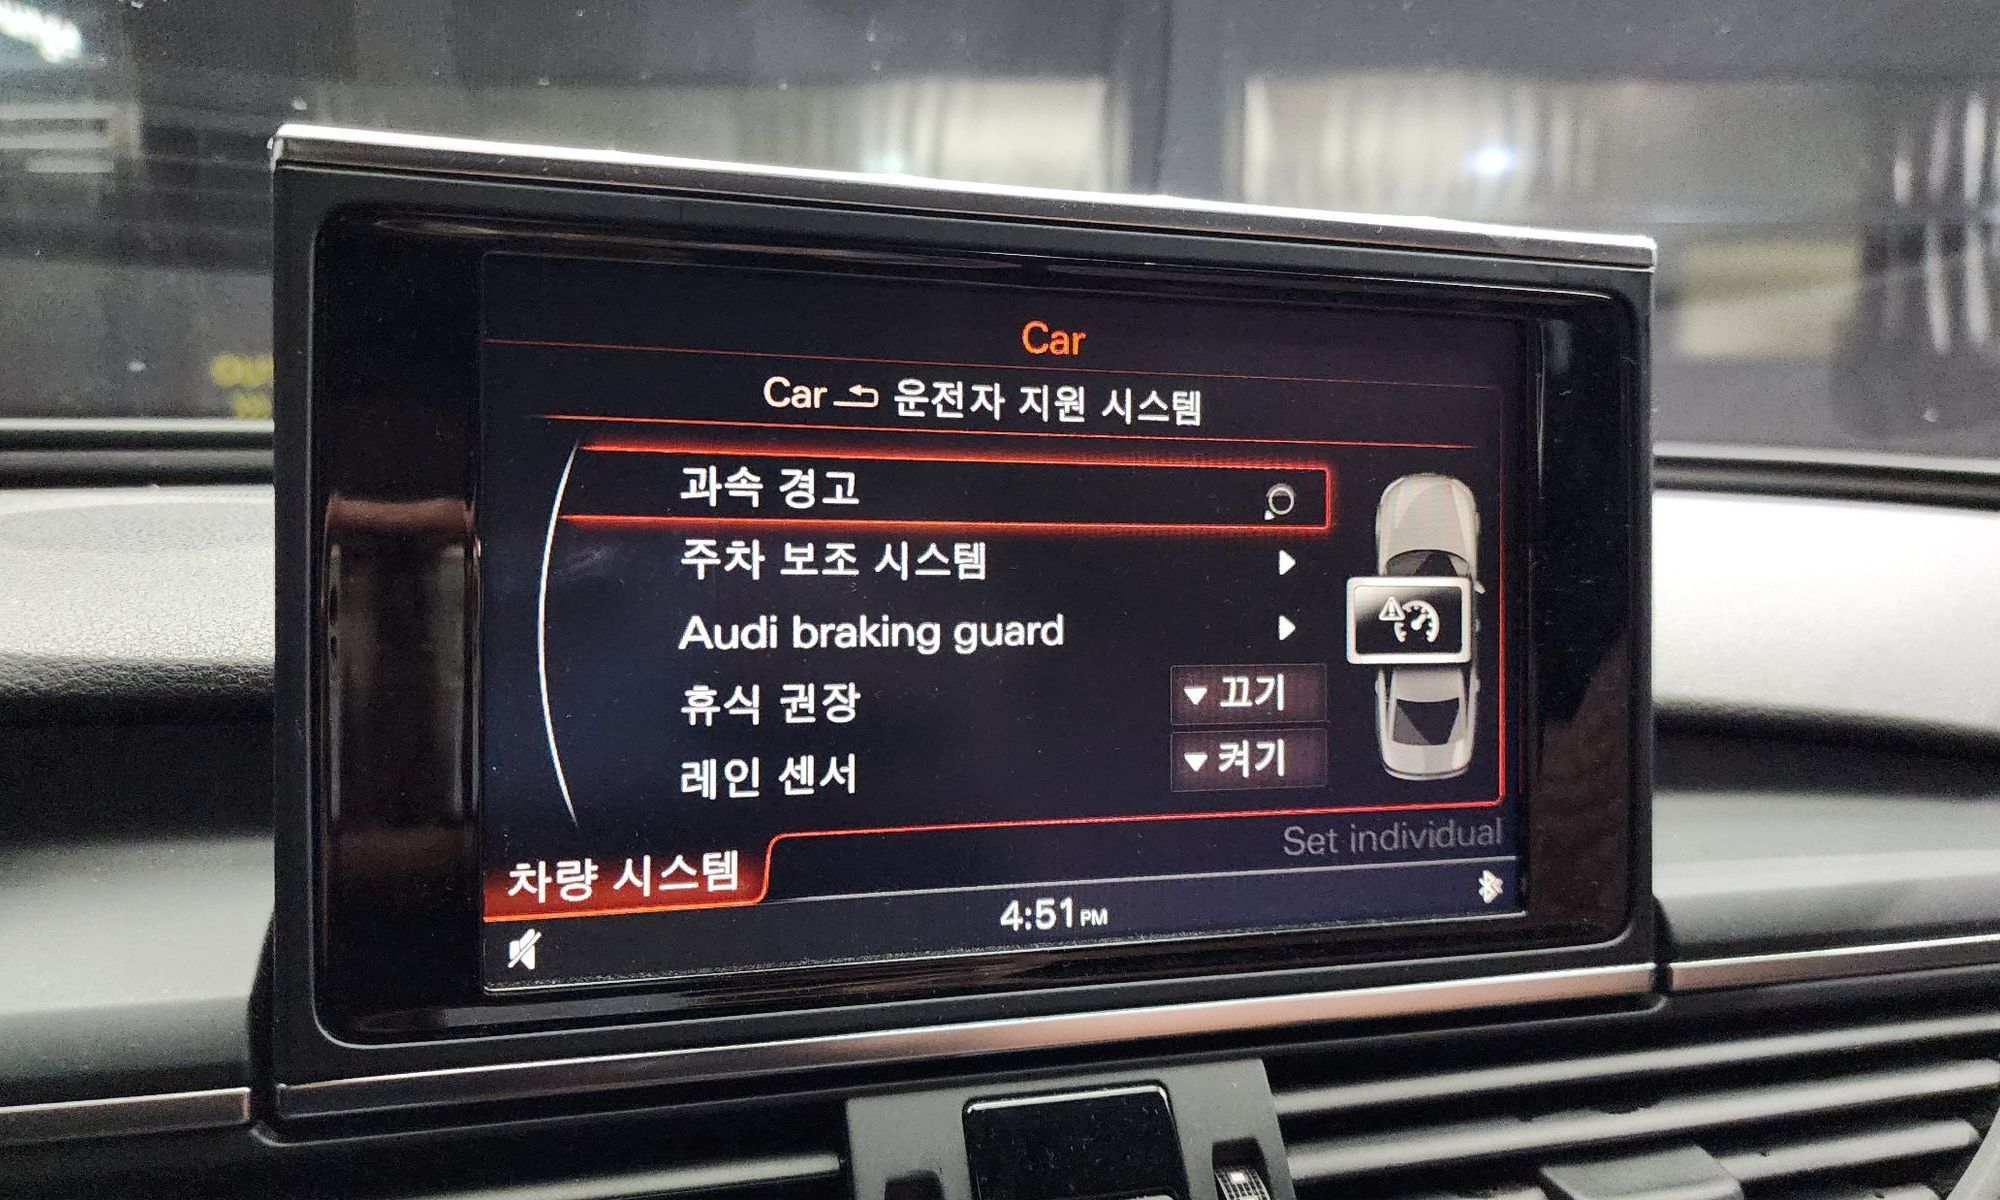 Car
Car 운전자 지원 시스템
과속 경고
주차 보조 시스템
Audi braking guard
휴식 권장 끄기
레인 센서 켜기
Set individual
차량 시스템
4:51PM